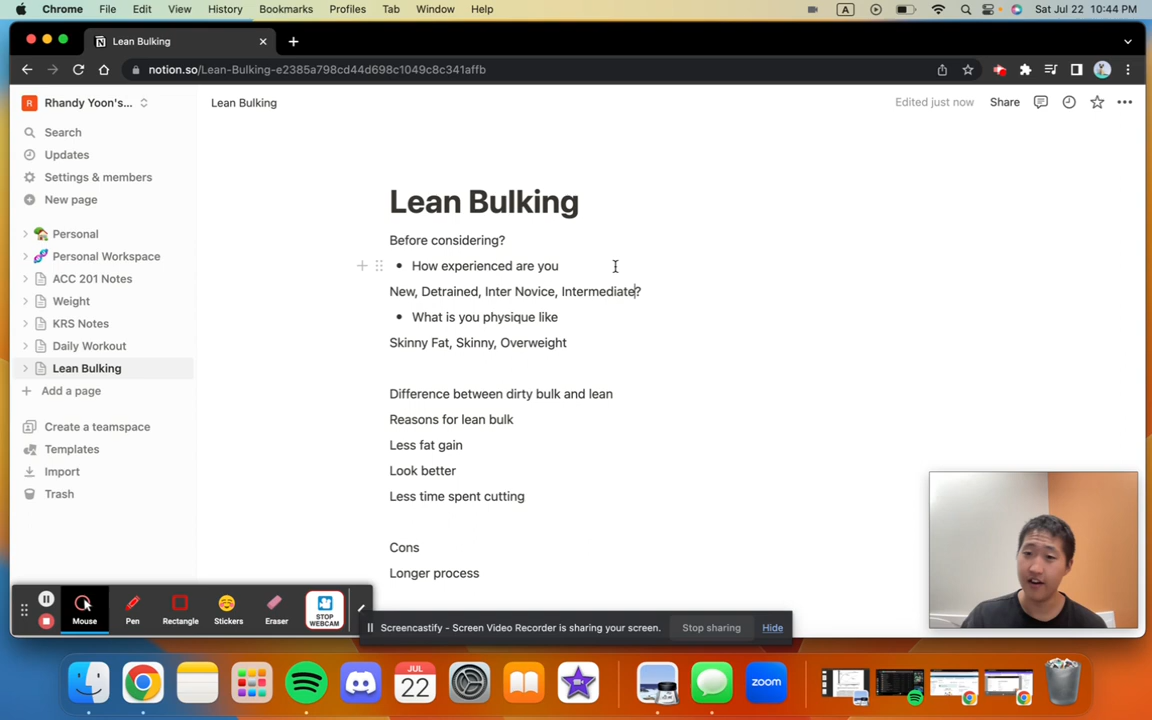 Chrome File Edit View History Bookmarks Profiles Tab Window Help A Sat Jul 22 10:44 PM
Lean Bulking
notion.so/Lean-Bulking-e2385a798cd44d698c1049c8c341affb
R Rhandy Yoon's... Lean Bulking Edited just now Share
Search
Updates
Settings & members
New page
Personal
Personal Workspace
ACC 201 Notes
Weight
KRS Notes
Daily Workout
Lean Bulking
Add a page
Create a teamspace
Templates
Import
Trash
Lean Bulking
Before considering?
• How experienced are you
New, Detrained, Inter Novice, Intermediate?
• What is you physique like
Skinny Fat, Skinny, Overweight
Difference between dirty bulk and lean
Reasons for lean bulk
Less fat gain
Look better
Less time spent cutting
Cons
Longer process
Mouse Pen Rectangle Stickers Eraser STOP WEBCAM
Screencastify - Screen Video Recorder is sharing your screen. Stop sharing Hide
JUL
22
zoom